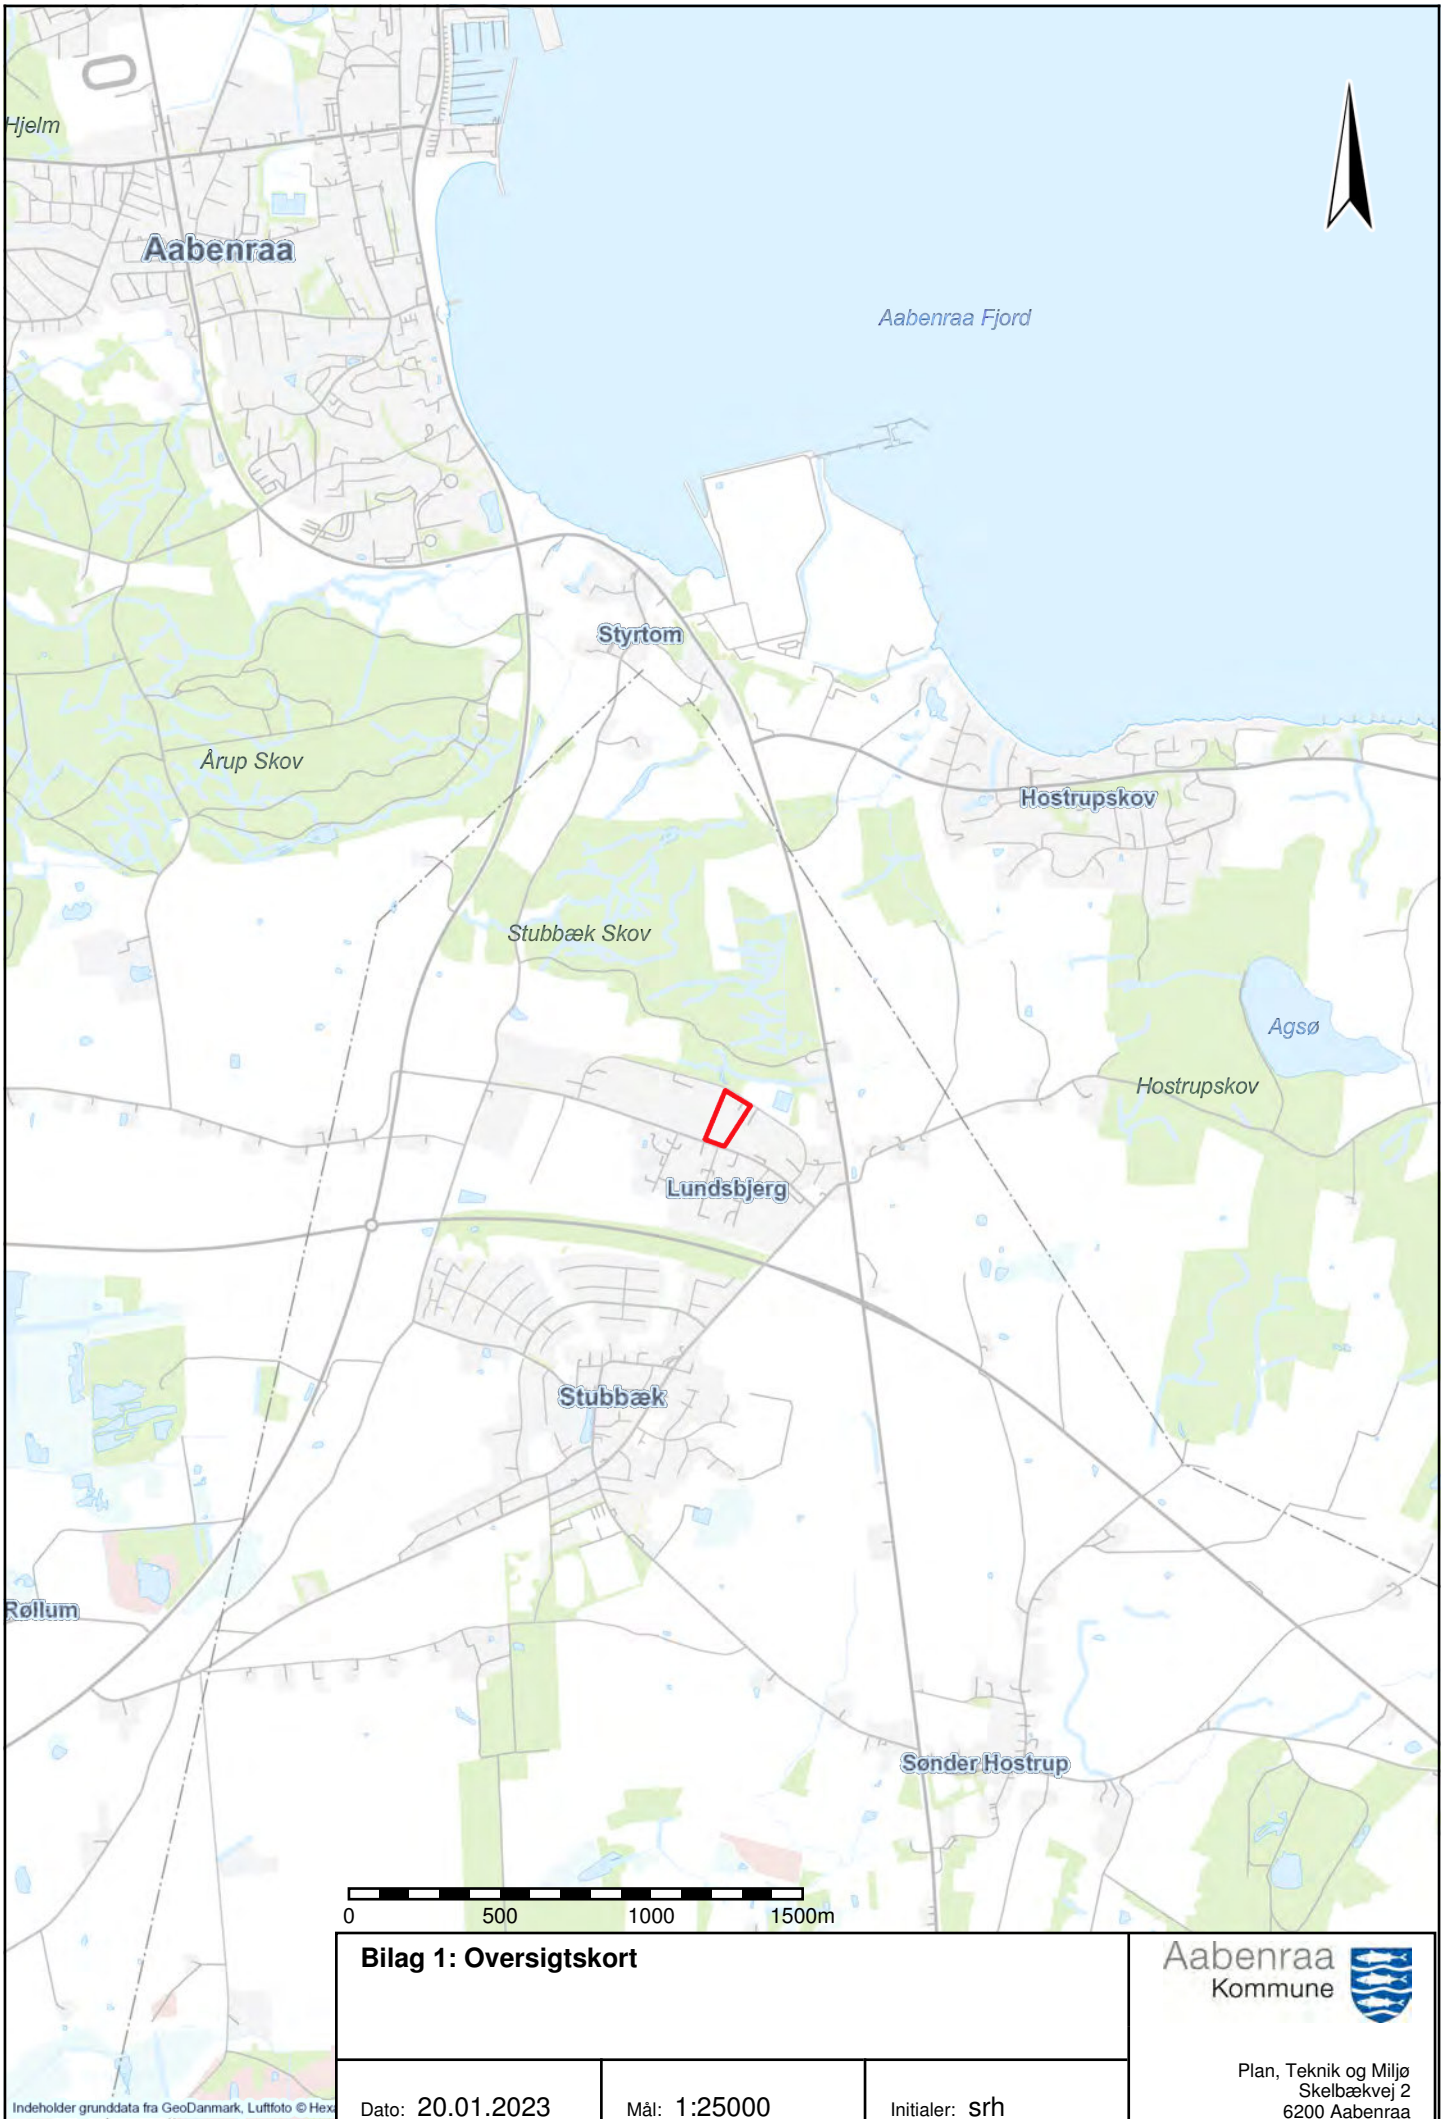 Hjelm
Aabenraa
Aabenraa Fjord
Styrtom
Årup Skov
Hostrupskov
Stubbæk Skov
Agsø
Hostrupskov
Lundsbjerg
Stubbæk
Røllum
Sønder Hostrup
0 500 1000 1500m
Bilag 1: Oversigtskort
Aabenraa
Kommune
Plan, Teknik og Miljø
Skelbækvej 2
6200 Aabenraa
Dato: 20.01.2023 Mål: 1:25000 Initialer: srh
Indeholder grunddata fra GeoDanmark, Luftfoto © Hexa